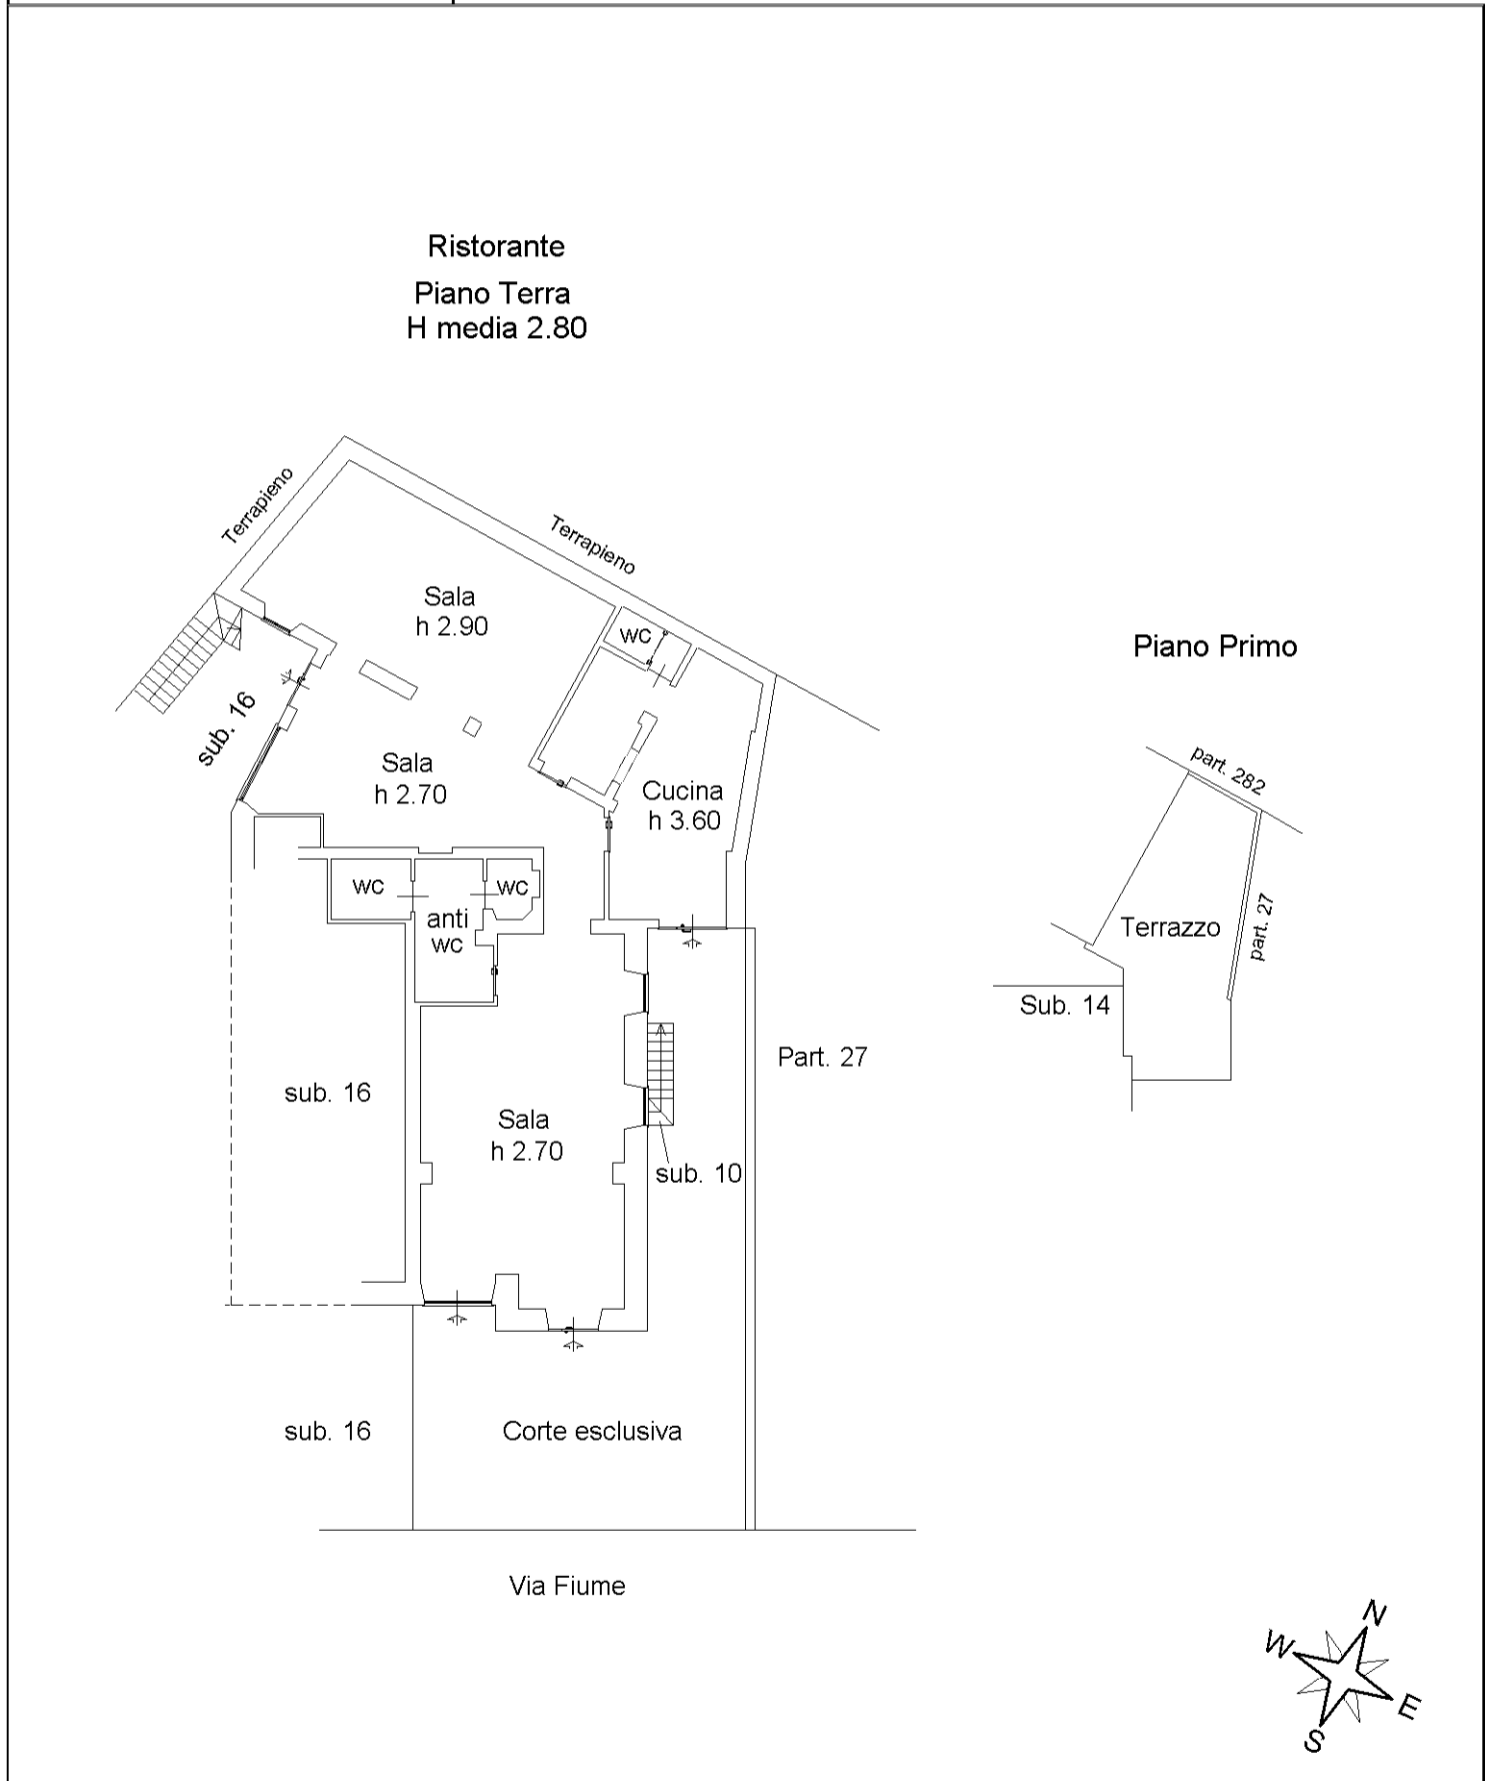 Ristorante
Piano Terra
H media 2.80
Terrapieno
Terrapieno
Sala
h 2.90
WC
Piano Primo
sub. 16
Sala
h 2.70
Cucina
h 3.60
part. 282
WC
WC
anti
WC
Terrazzo
part. 27
Sub. 14
Part. 27
sub. 16
Sala
h 2.70
sub. 10
sub. 16
Corte esclusiva
Via Fiume
N
W
E
S